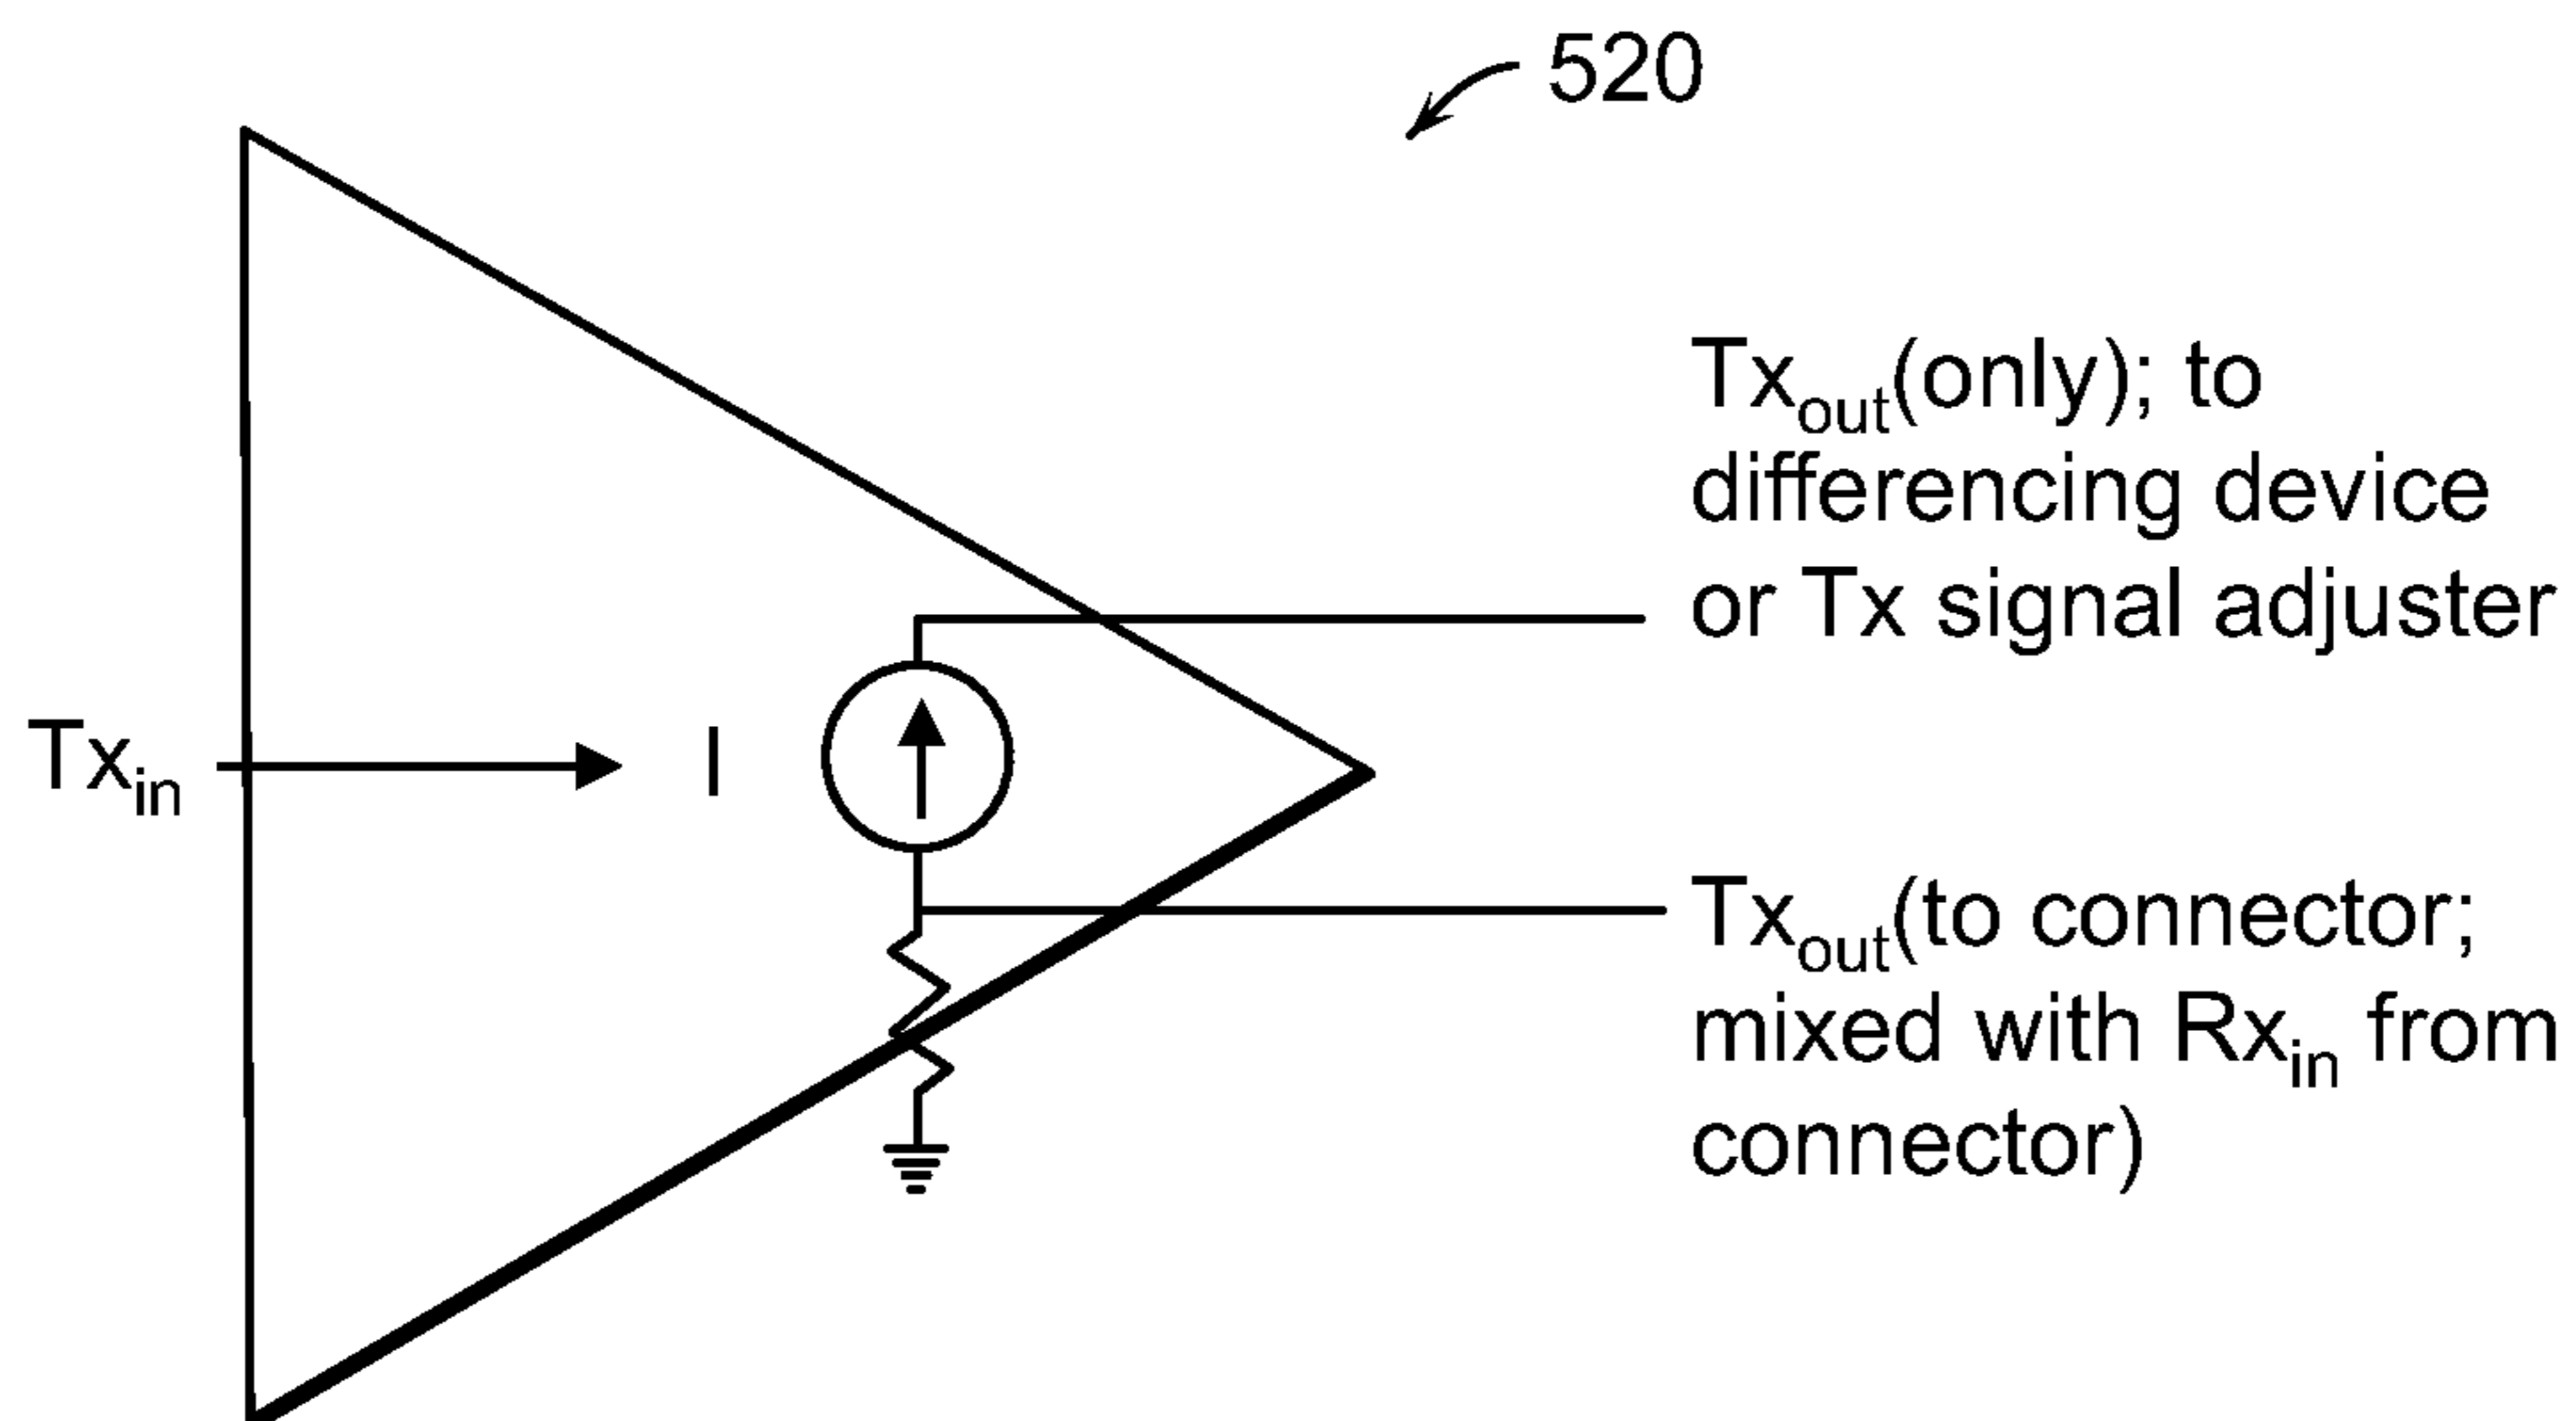 520
Tx_out(only); to
differencing device
or Tx signal adjuster
Tx_in
I
Tx_out(to connector;
mixed with Rx_in from
connector)